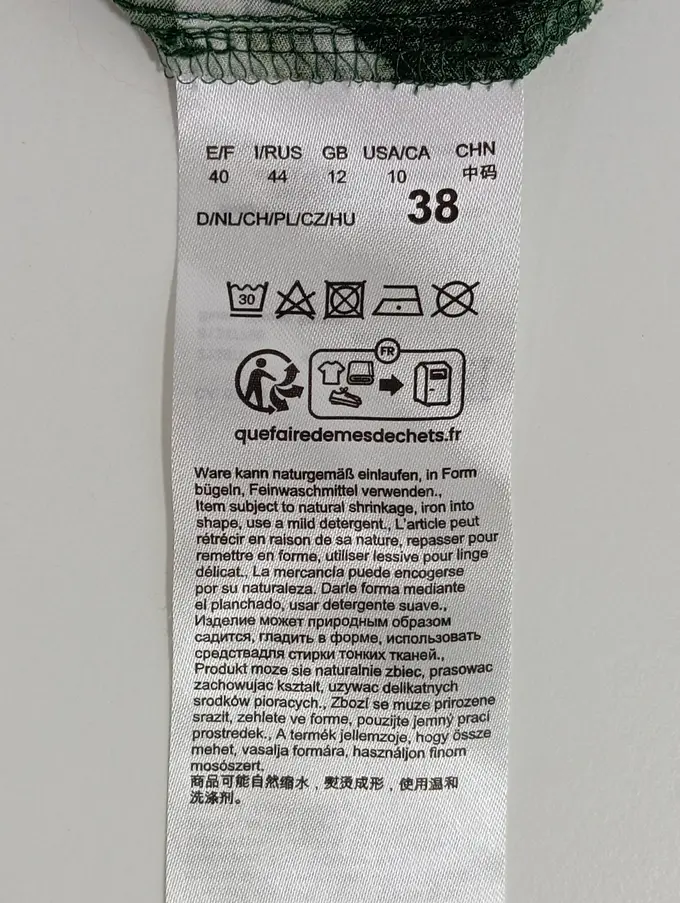 E/F I/RUS GB USA/CA CHN
40 44 12 10 中码
D/NL/CH/PL/CZ/HU 38
30
FR
quefairedemesdechets.fr
Ware kann naturgemäß einlaufen, in Form
bügeln, Feinwaschmittel verwenden.,
Item subject to natural shrinkage, iron into
shape, use a mild detergent., L'article peut
rétrécir en raison de sa nature, repasser pour
remettre en forme, utiliser lessive pour linge
délicat., La mercancía puede encogerse
por su naturaleza. Darle forma mediante
el planchado, usar detergente suave.,
Изделие может природным образом
садится, гладить в форме, использовать
средствадля стирки тонких тканей.,
Produkt moze sie naturalnie zbiec, prasowac
zachowujac ksztalt, uzywac delikatnych
srodków pioracych., Zbozí se muze prirozene
srazit, zehlete ve forme, pouzijte jemný prací
prostredek., A termék jellemzoje, hogy össze
mehet, vasalja formára, használjon finom
mosószert.
商品可能自然缩水，熨烫成形，使用温和
洗涤剂。